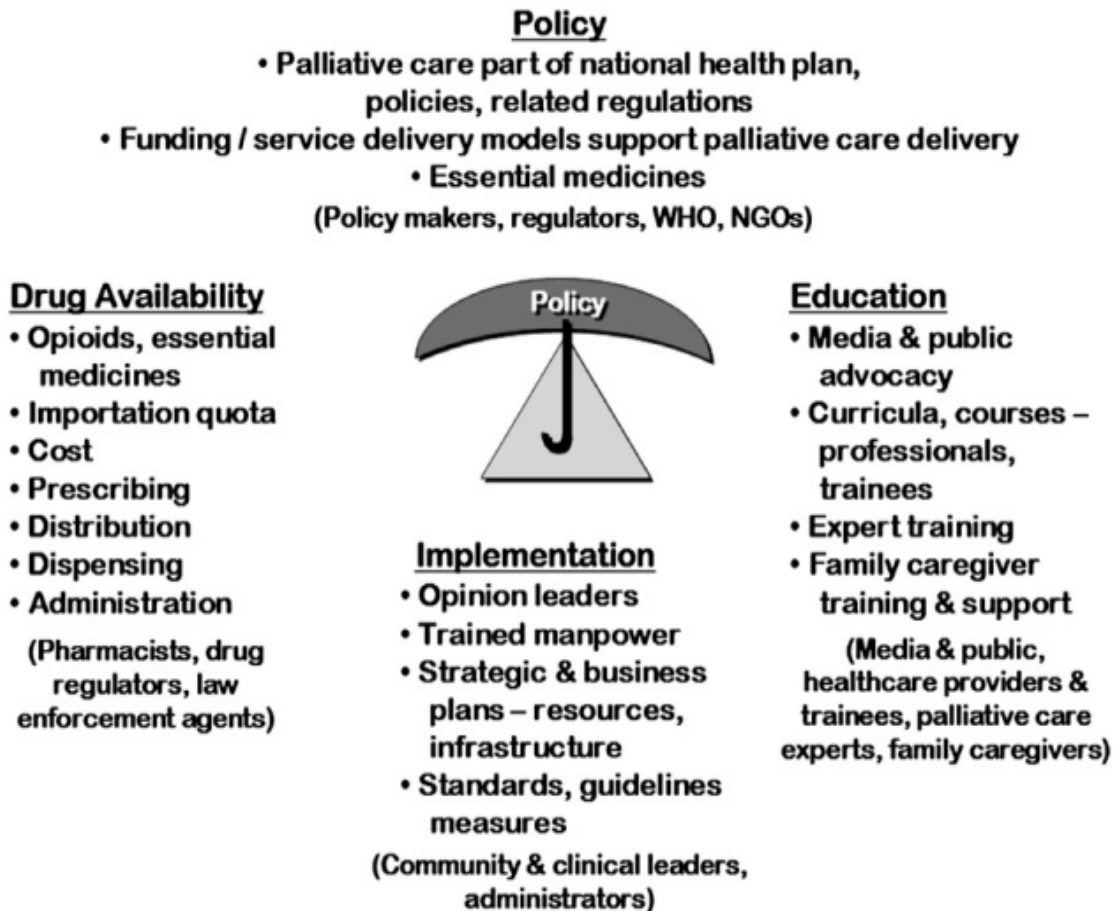 Policy
• Palliative care part of national health plan,
policies, related regulations
• Funding / service delivery models support palliative care delivery
• Essential medicines
(Policy makers, regulators, WHO, NGOs)
Policy
Drug Availability
• Opioids, essential
medicines
• Importation quota
• Cost
• Prescribing
• Distribution
• Dispensing
• Administration
(Pharmacists, drug
regulators, law
enforcement agents)
Implementation
• Opinion leaders
• Trained manpower
• Strategic & business
plans – resources,
infrastructure
• Standards, guidelines
measures
(Community & clinical leaders,
administrators)
Education
• Media & public
advocacy
• Curricula, courses –
professionals,
trainees
• Expert training
• Family caregiver
training & support
(Media & public,
healthcare providers &
trainees, palliative care
experts, family caregivers)